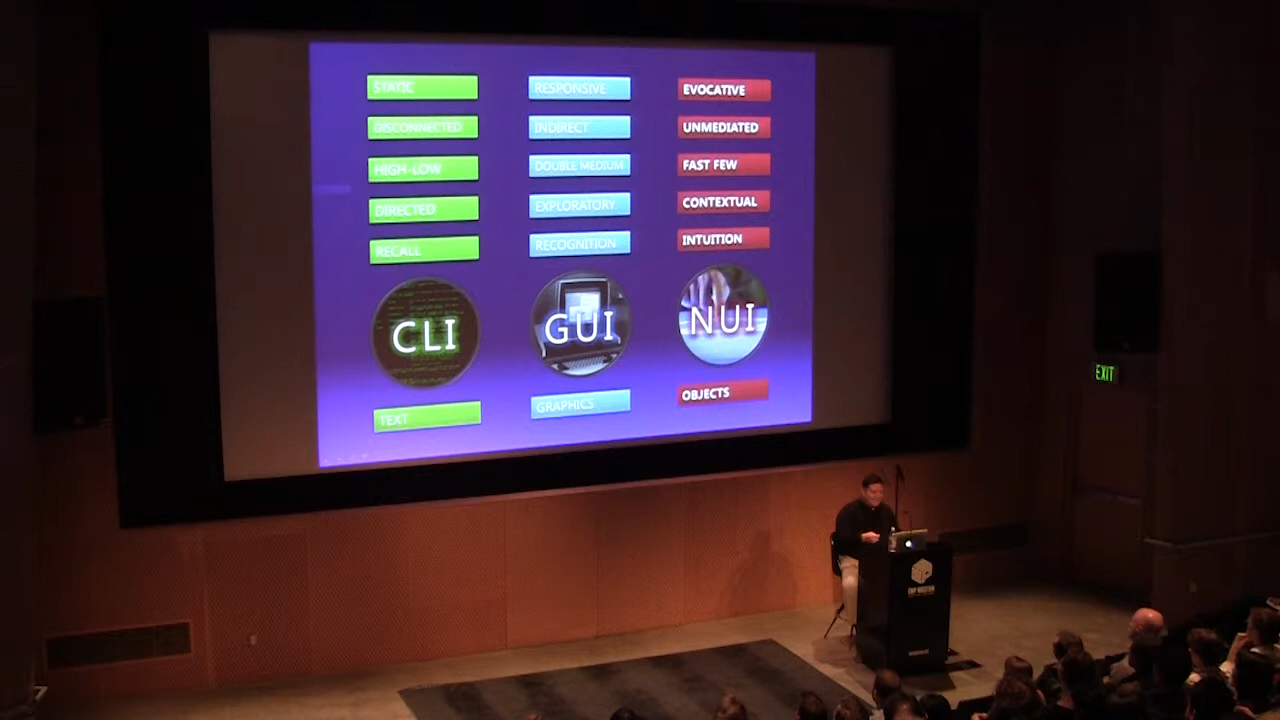 STATIC
RESPONSIVE
EVOCATIVE
DISCONNECTED
INDIRECT
UNMEDIATED
HIGH-LOW
DOUBLE MEDIUM
FAST FEW
DIRECTED
EXPLORATORY
CONTEXTUAL
RECALL
RECOGNITION
INTUITION
CLI
GUI
NUI
TEXT
GRAPHICS
OBJECTS
EXIT